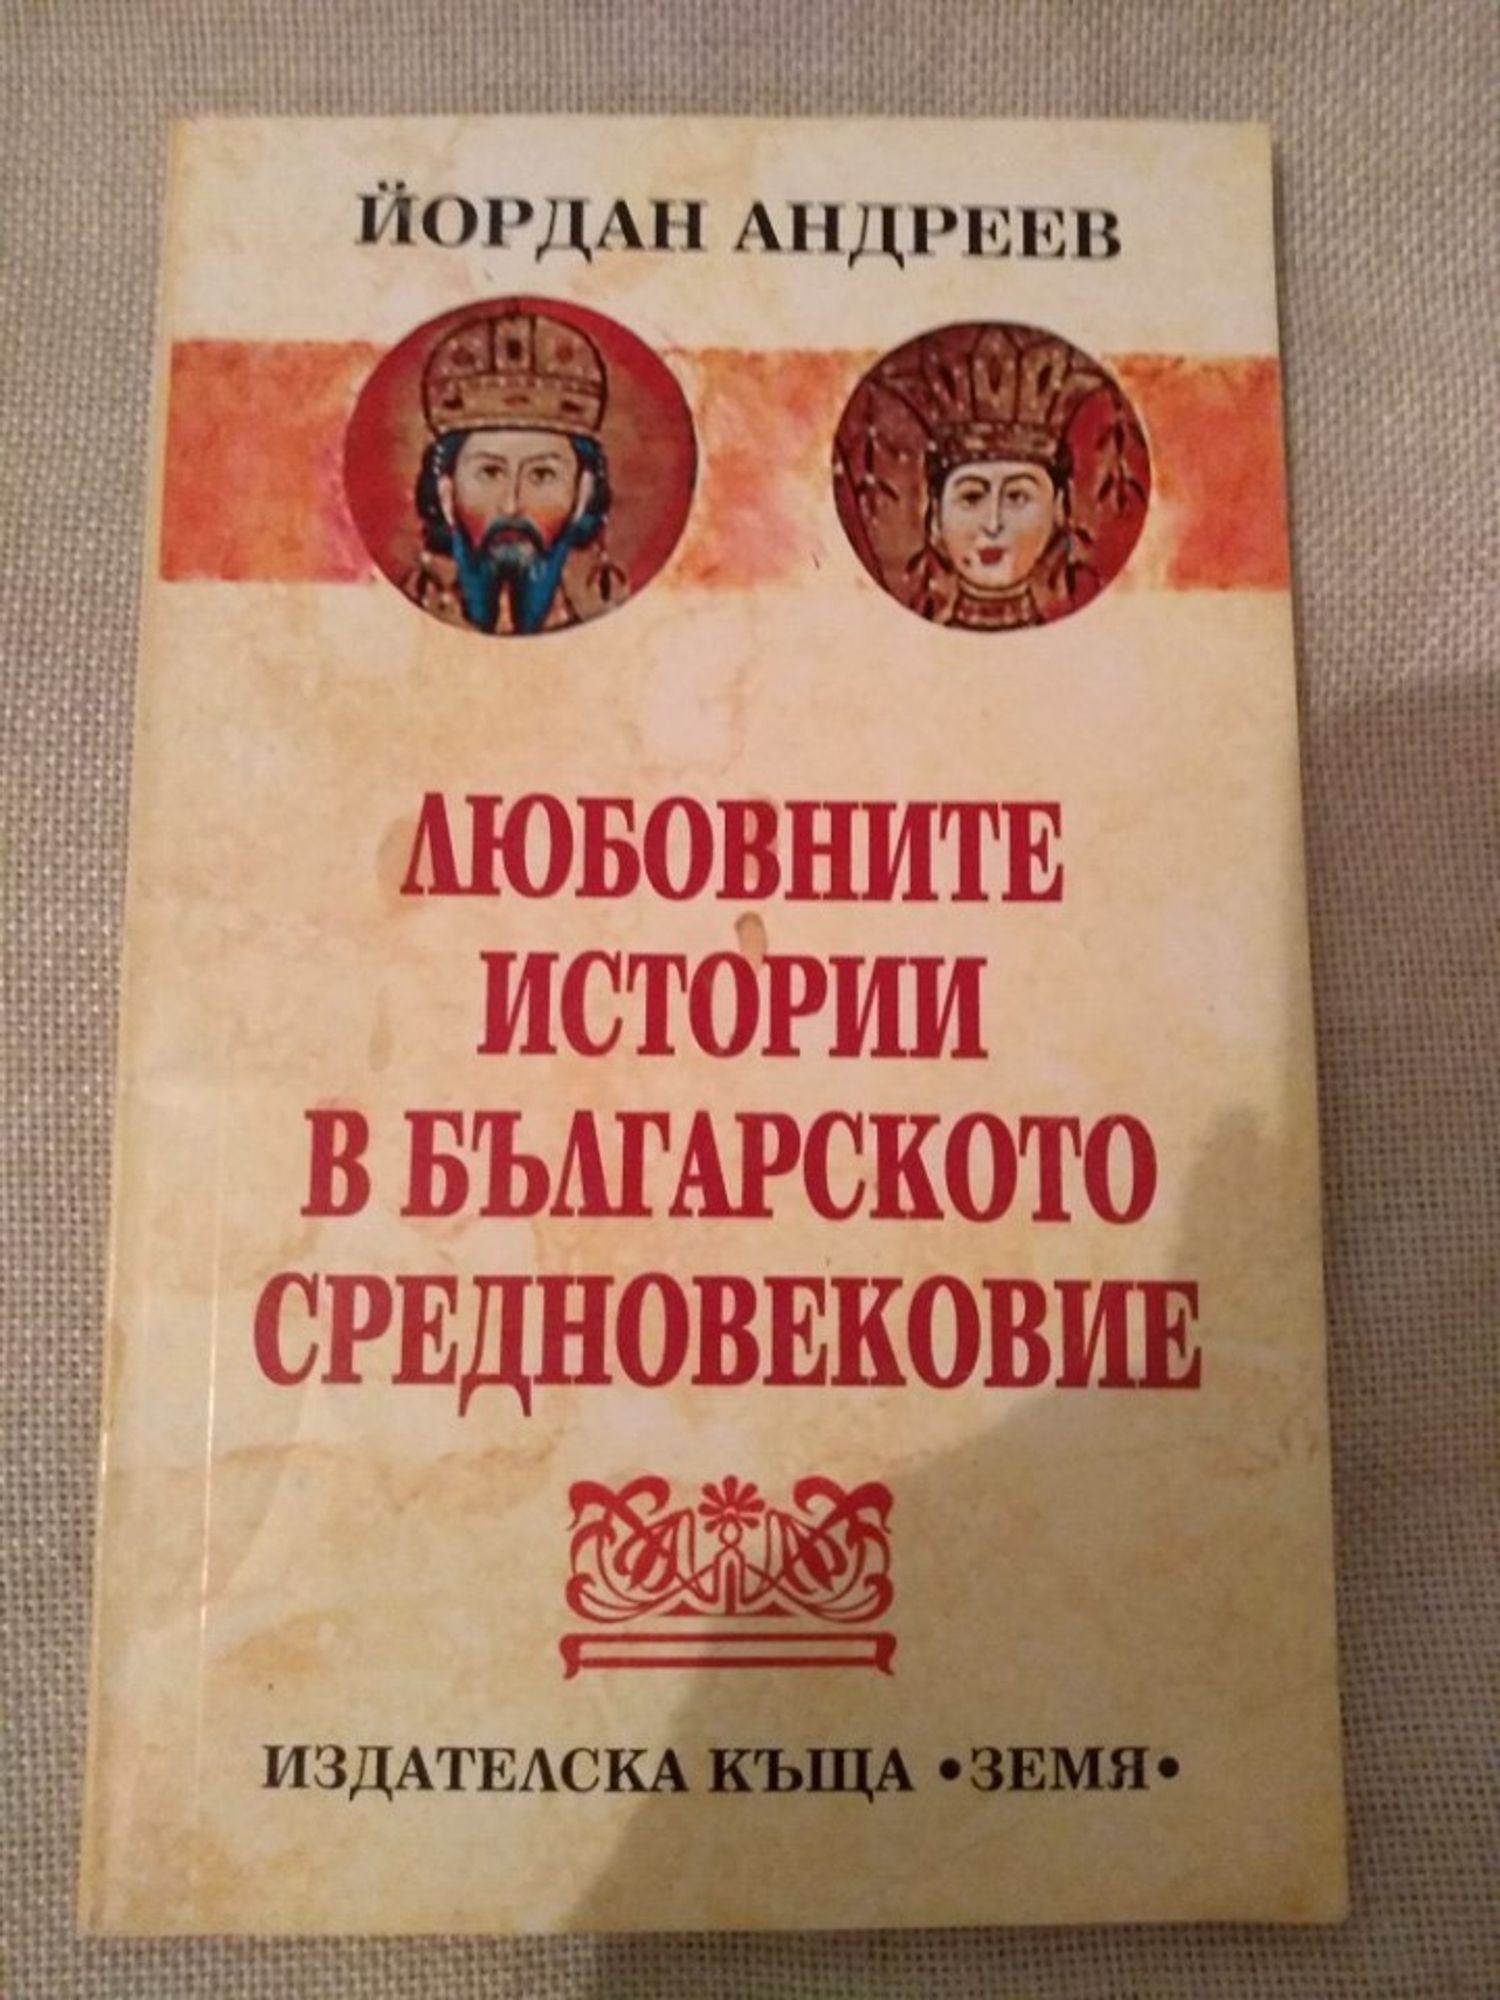 ЙОРДАН АНДРЕЕВ
ЛЮБОВНИТЕ
ИСТОРИИ
В БЪЛГАРСКОТО
СРЕДНОВЕКОВИЕ
ИЗДАТЕЛСКА КЪЩА •ЗЕМЯ•